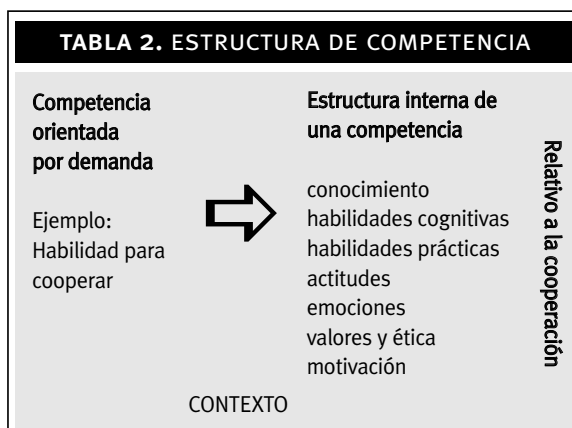 TABLA 2. ESTRUCTURA DE COMPETENCIA
Competencia
orientada
por demanda
Ejemplo:
Habilidad para
cooperar
Estructura interna de
una competencia
conocimiento
habilidades cognitivas
habilidades prácticas
actitudes
emociones
valores y ética
motivación
Relativo a la cooperación
CONTEXTO